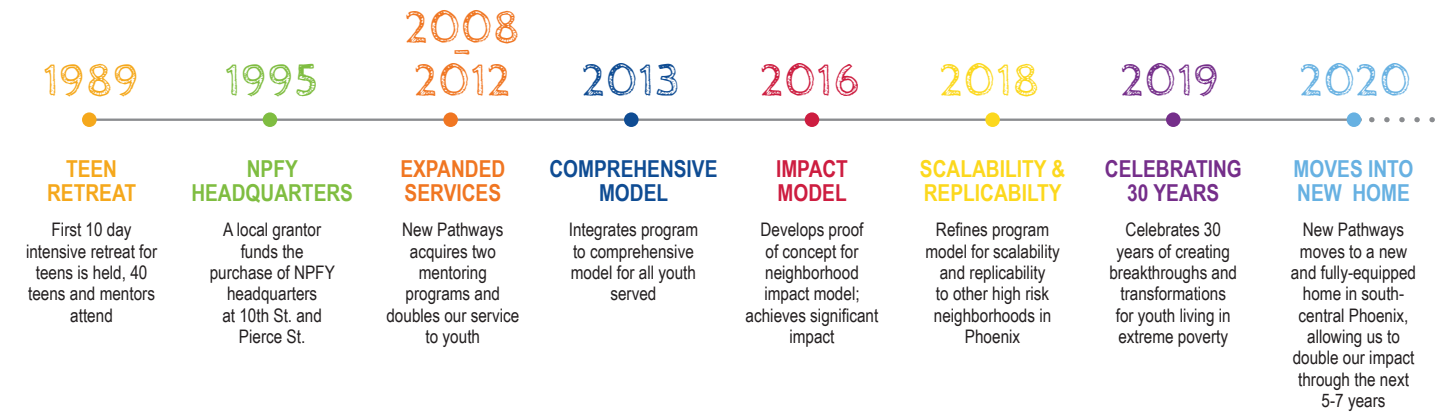 1989
TEEN
RETREAT
First 10 day
intensive retreat for
teens is held, 40
teens and mentors
attend
1995
NPFY
HEADQUARTERS
A local grantor
funds the
purchase of NPFY
headquarters
at 10th St. and
Pierce St.
2008
–
2012
EXPANDED
SERVICES
New Pathways
acquires two
mentoring
programs and
doubles our service
to youth
2013
COMPREHENSIVE
MODEL
Integrates program
to comprehensive
model for all youth
served
2016
IMPACT
MODEL
Develops proof
of concept for
neighborhood
impact model;
achieves significant
impact
2018
SCALABILITY &
REPLICABILTY
Refines program
model for scalability
and replicability
to other high risk
neighborhoods in
Phoenix
2019
CELEBRATING
30 YEARS
Celebrates 30
years of creating
breakthroughs and
transformations
for youth living in
extreme poverty
2020
MOVES INTO
NEW HOME
New Pathways
moves to a new
and fully-equipped
home in south-
central Phoenix,
allowing us to
double our impact
through the next
5-7 years